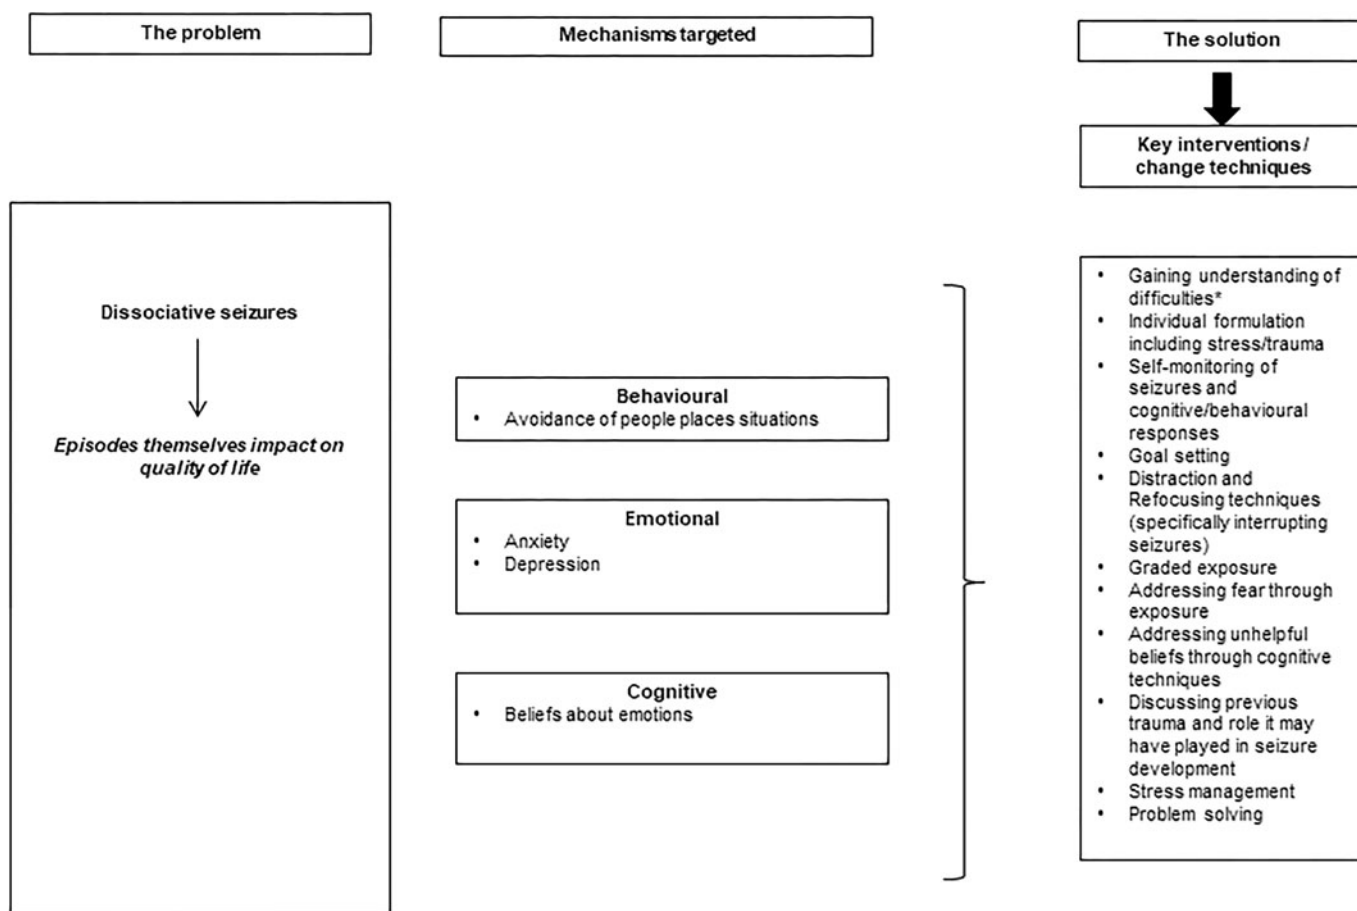 The problem
Mechanisms targeted
The solution
Key interventions /
change techniques
Dissociative seizures
Episodes themselves impact on
quality of life
Behavioural
• Avoidance of people places situations
Emotional
• Anxiety
• Depression
Cognitive
• Beliefs about emotions
• Gaining understanding of
difficulties*
• Individual formulation
including stress/trauma
• Self-monitoring of
seizures and
cognitive/behavioural
responses
• Goal setting
• Distraction and
Refocusing techniques
(specifically interrupting
seizures)
• Graded exposure
• Addressing fear through
exposure
• Addressing unhelpful
beliefs through cognitive
techniques
• Discussing previous
trauma and role it may
have played in seizure
development
• Stress management
• Problem solving